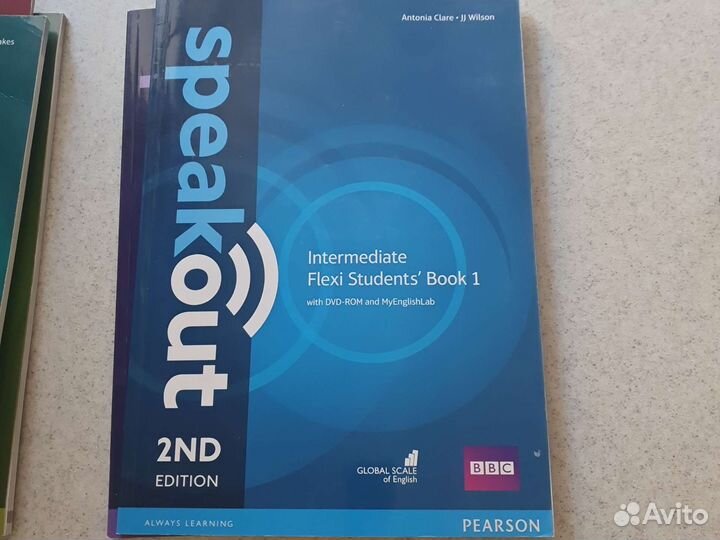 akes
Antonia Clare • JJ Wilson
speakout
Intermediate
Flexi Students' Book 1
with DVD-ROM and MyEnglishLab
2ND
EDITION
GLOBAL SCALE
of English
BBC
ALWAYS LEARNING
PEARSON
Avito